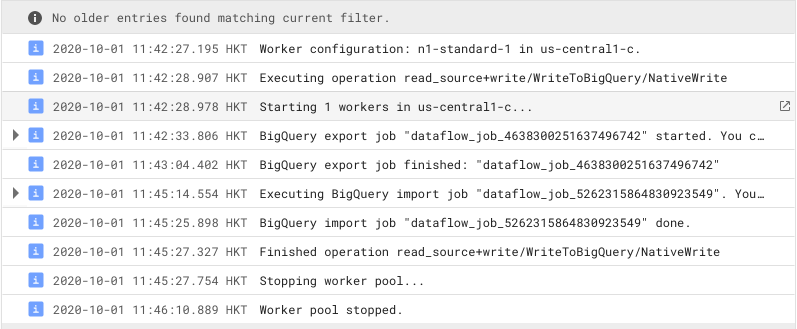 No older entries found matching current filter.
2020-10-01 11:42:27.195 HKT Worker configuration: n1-standard-1 in us-central1-c.
2020-10-01 11:42:28.907 HKT Executing operation read_source+write/WriteToBigQuery/NativeWrite
2020-10-01 11:42:28.978 HKT Starting 1 workers in us-central1-c...
2020-10-01 11:42:33.806 HKT BigQuery export job "dataflow_job_4638300251637496742" started. You c…
2020-10-01 11:43:04.402 HKT BigQuery export job finished: "dataflow_job_4638300251637496742"
2020-10-01 11:45:14.554 HKT Executing BigQuery import job "dataflow_job_5262315864830923549". You…
2020-10-01 11:45:25.898 HKT BigQuery import job "dataflow_job_5262315864830923549" done.
2020-10-01 11:45:27.327 HKT Finished operation read_source+write/WriteToBigQuery/NativeWrite
2020-10-01 11:45:27.754 HKT Stopping worker pool...
2020-10-01 11:46:10.889 HKT Worker pool stopped.